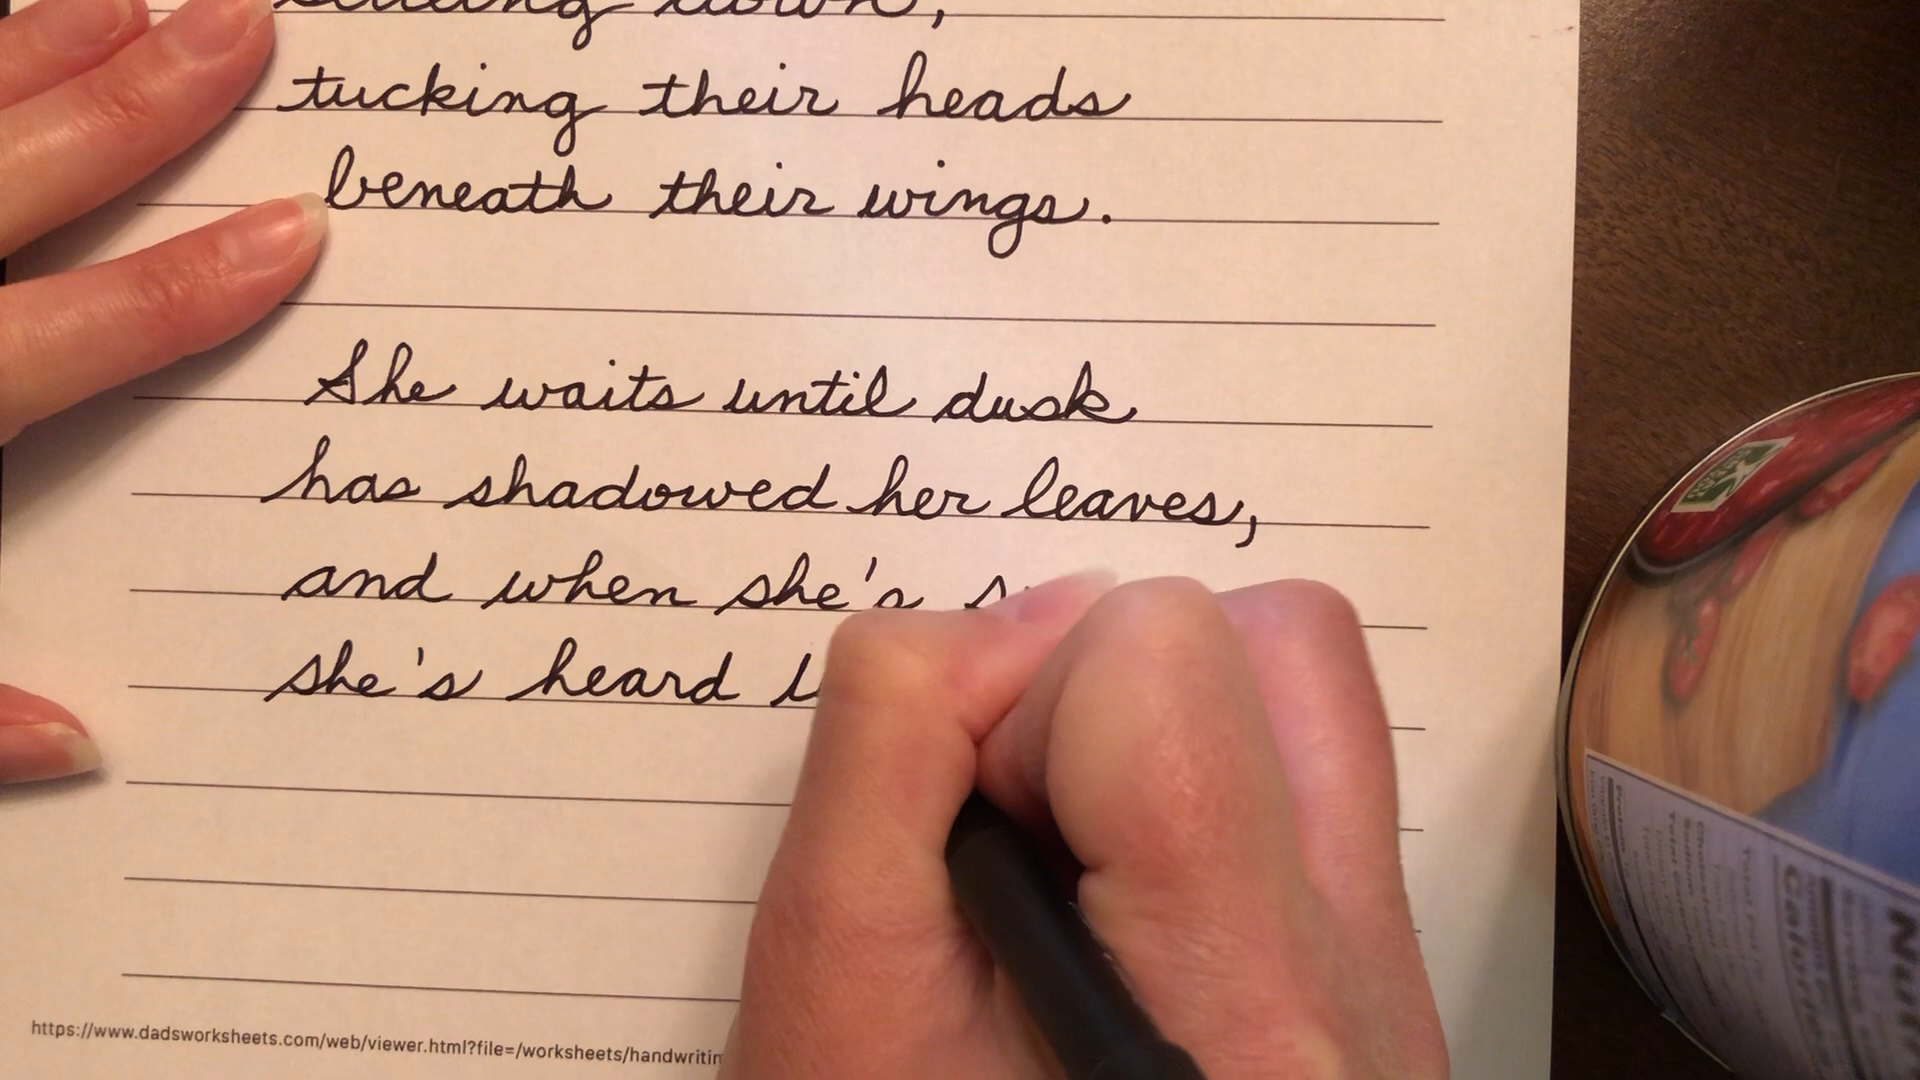 down,
tucking their heads
beneath their wings.
She waits until dusk
has shadowed her leaves,
and when she's
she's heard
https://www.dadsworksheets.com/web/viewer.html?file=/worksheets/handwritin